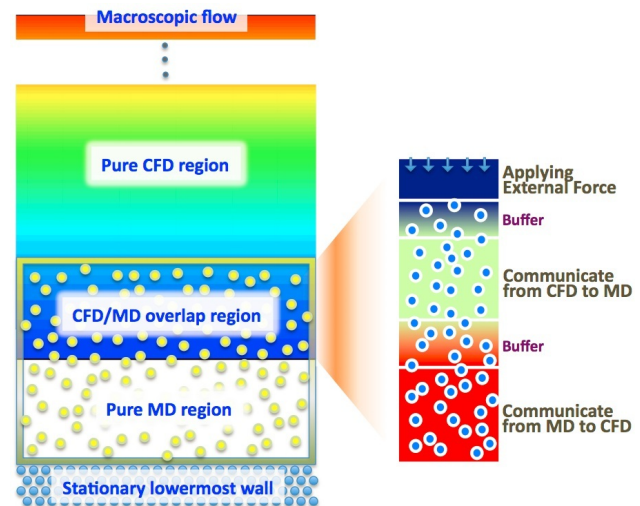 Macroscopic flow
Pure CFD region
CFD/MD overlap region
Pure MD region
Stationary lowermost wall
Applying
External Force
Buffer
Communicate
from CFD to MD
Buffer
Communicate
from MD to CFD